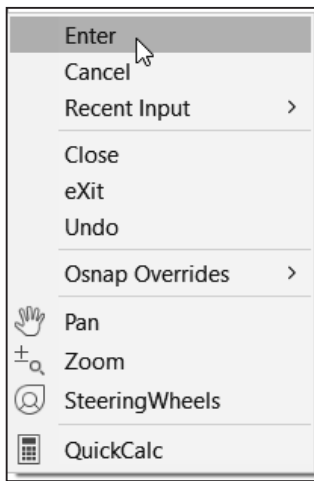 Enter
Cancel
Recent Input
Close
eXit
Undo
Osnap Overrides
Pan
Zoom
SteeringWheels
QuickCalc